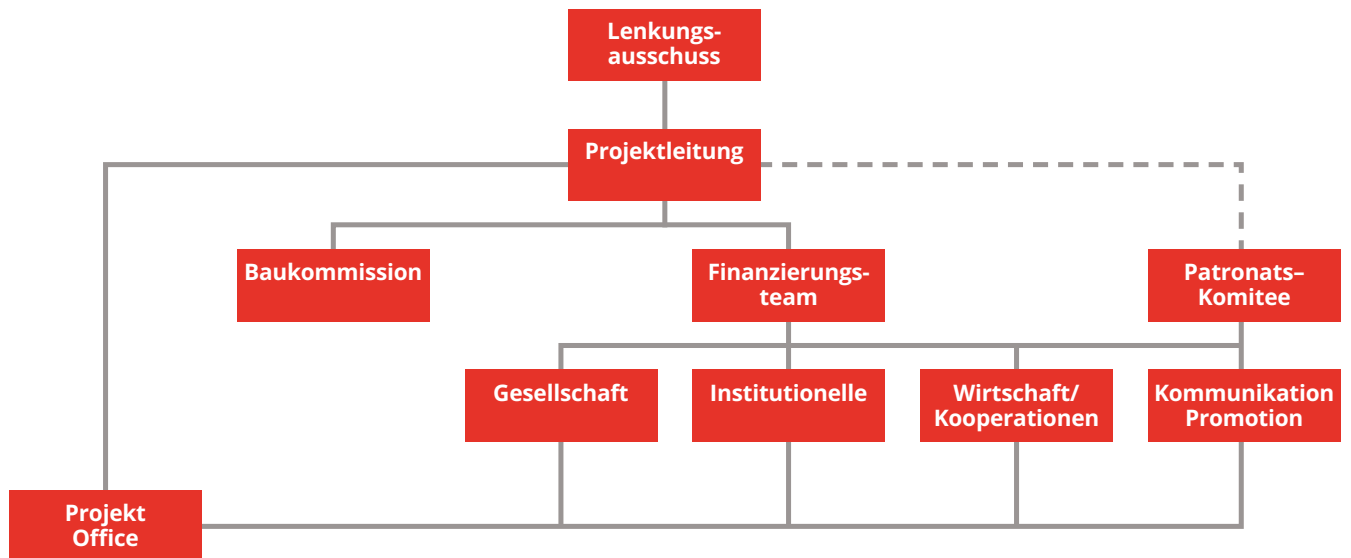 Lenkungs-
ausschuss
Projektleitung
Baukommission
Finanzierungs-
team
Patronats–
Komitee
Gesellschaft
Institutionelle
Wirtschaft/
Kooperationen
Kommunikation
Promotion
Projekt
Office